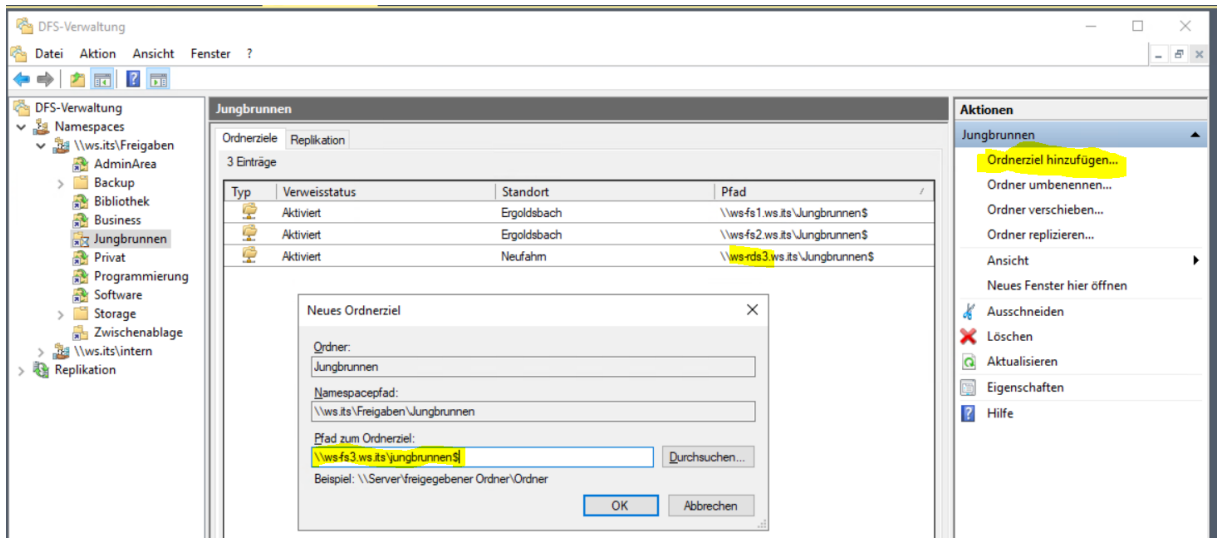 DFS-Verwaltung
Datei Aktion Ansicht Fenster ?
DFS-Verwaltung
Namespaces
\\ws.its\Freigaben
AdminArea
Backup
Bibliothek
Business
Jungbrunnen
Privat
Programmierung
Software
Storage
Zwischenablage
\\ws.its\intern
Replikation
Jungbrunnen
Ordnerziele Replikation
3 Einträge
Typ Verweisstatus Standort Pfad
Aktiviert Ergoldsbach \\ws-fs1.ws.its\Jungbrunnen$
Aktiviert Ergoldsbach \\ws-fs2.ws.its\Jungbrunnen$
Aktiviert Neufahrn \\ws-rds3.ws.its\Jungbrunnen$
Neues Ordnerziel
Ordner:
Jungbrunnen
Namespacepfad:
\\ws.its\Freigaben\Jungbrunnen
Pfad zum Ordnerziel:
\\ws-fs3.ws.its\jungbrunnen$
Durchsuchen...
Beispiel: \\Server\freigegebener Ordner\Ordner
OK Abbrechen
Aktionen
Jungbrunnen
Ordnerziel hinzufügen...
Ordner umbenennen...
Ordner verschieben...
Ordner replizieren...
Ansicht
Neues Fenster hier öffnen
Ausschneiden
Löschen
Aktualisieren
Eigenschaften
Hilfe